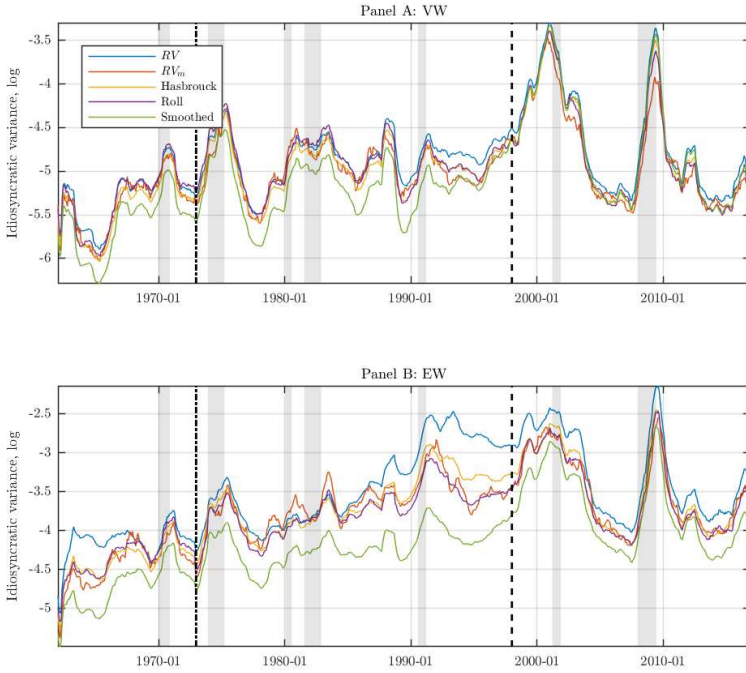 Panel A: VW
Idiosyncratic variance, log
-3.5
-4
-4.5
-5
-5.5
-6
RV
RVm
Hasbrouck
Roll
Smoothed
1970-01
1980-01
1990-01
2000-01
2010-01
Panel B: EW
Idiosyncratic variance, log
-2.5
-3
-3.5
-4
-4.5
-5
1970-01
1980-01
1990-01
2000-01
2010-01